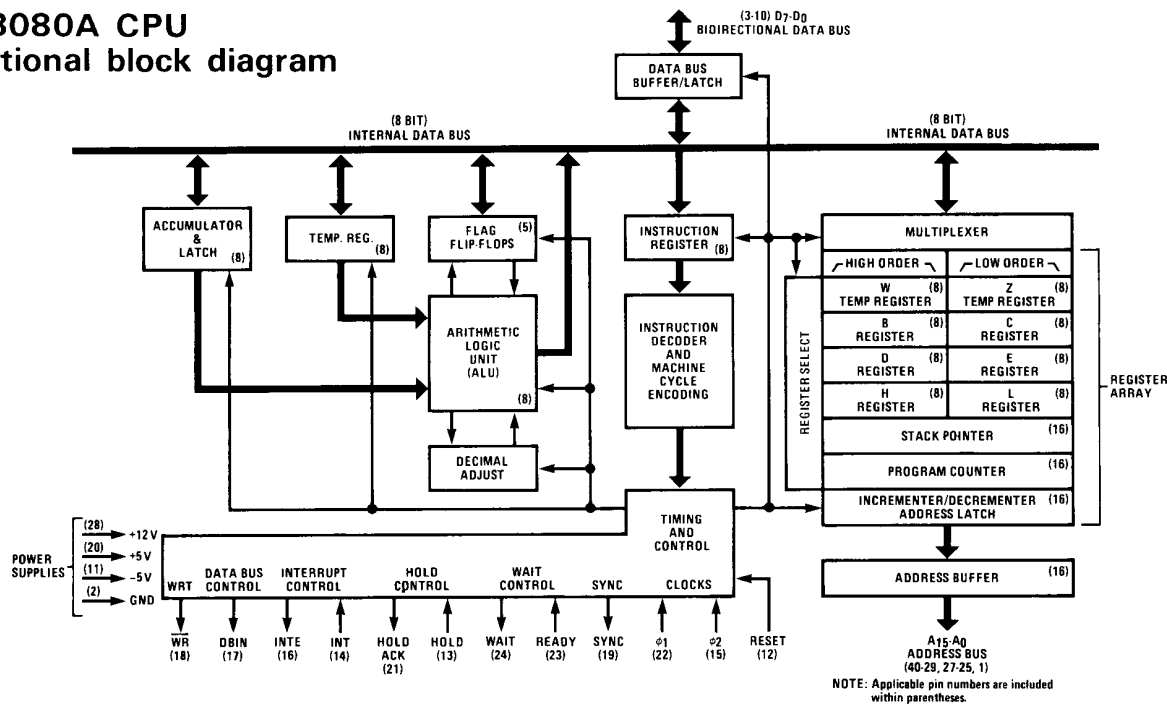 8080A CPU
tional block diagram
(3-10) D7-D0
BIDIRECTIONAL DATA BUS
DATA BUS
BUFFER/LATCH
(8 BIT)
INTERNAL DATA BUS
(8 BIT)
INTERNAL DATA BUS
ACCUMULATOR
&
LATCH (8)
TEMP. REG.
(8)
(5)
FLAG
FLIP-FLOPS
INSTRUCTION
REGISTER
(8)
MULTIPLEXER
HIGH ORDER
LOW ORDER
W (8)
TEMP REGISTER
Z (8)
TEMP REGISTER
B (8)
REGISTER
C (8)
REGISTER
D (8)
REGISTER
E (8)
REGISTER
H (8)
REGISTER
L (8)
REGISTER
STACK POINTER (16)
PROGRAM COUNTER (16)
INCREMENTER/DECREMENTER (16)
ADDRESS LATCH
REGISTER SELECT
REGISTER
ARRAY
ARITHMETIC
LOGIC
UNIT
(ALU)
(8)
INSTRUCTION
DECODER
AND
MACHINE
CYCLE
ENCODING
DECIMAL
ADJUST
TIMING
AND
CONTROL
POWER
SUPPLIES
(28) +12V
(20) +5V
(11) -5V
(2) GND
WRT
DATA BUS
CONTROL
INTERRUPT
CONTROL
HOLD
CONTROL
WAIT
CONTROL
SYNC
CLOCKS
ADDRESS BUFFER (16)
WR
(18)
DBIN
(17)
INTE
(16)
INT
(14)
HOLD
ACK
(21)
HOLD
(13)
WAIT
(24)
READY
(23)
SYNC
(19)
φ1
(22)
φ2
(15)
RESET
(12)
A15-A0
ADDRESS BUS
(40-29, 27-25, 1)
NOTE: Applicable pin numbers are included
within parentheses.